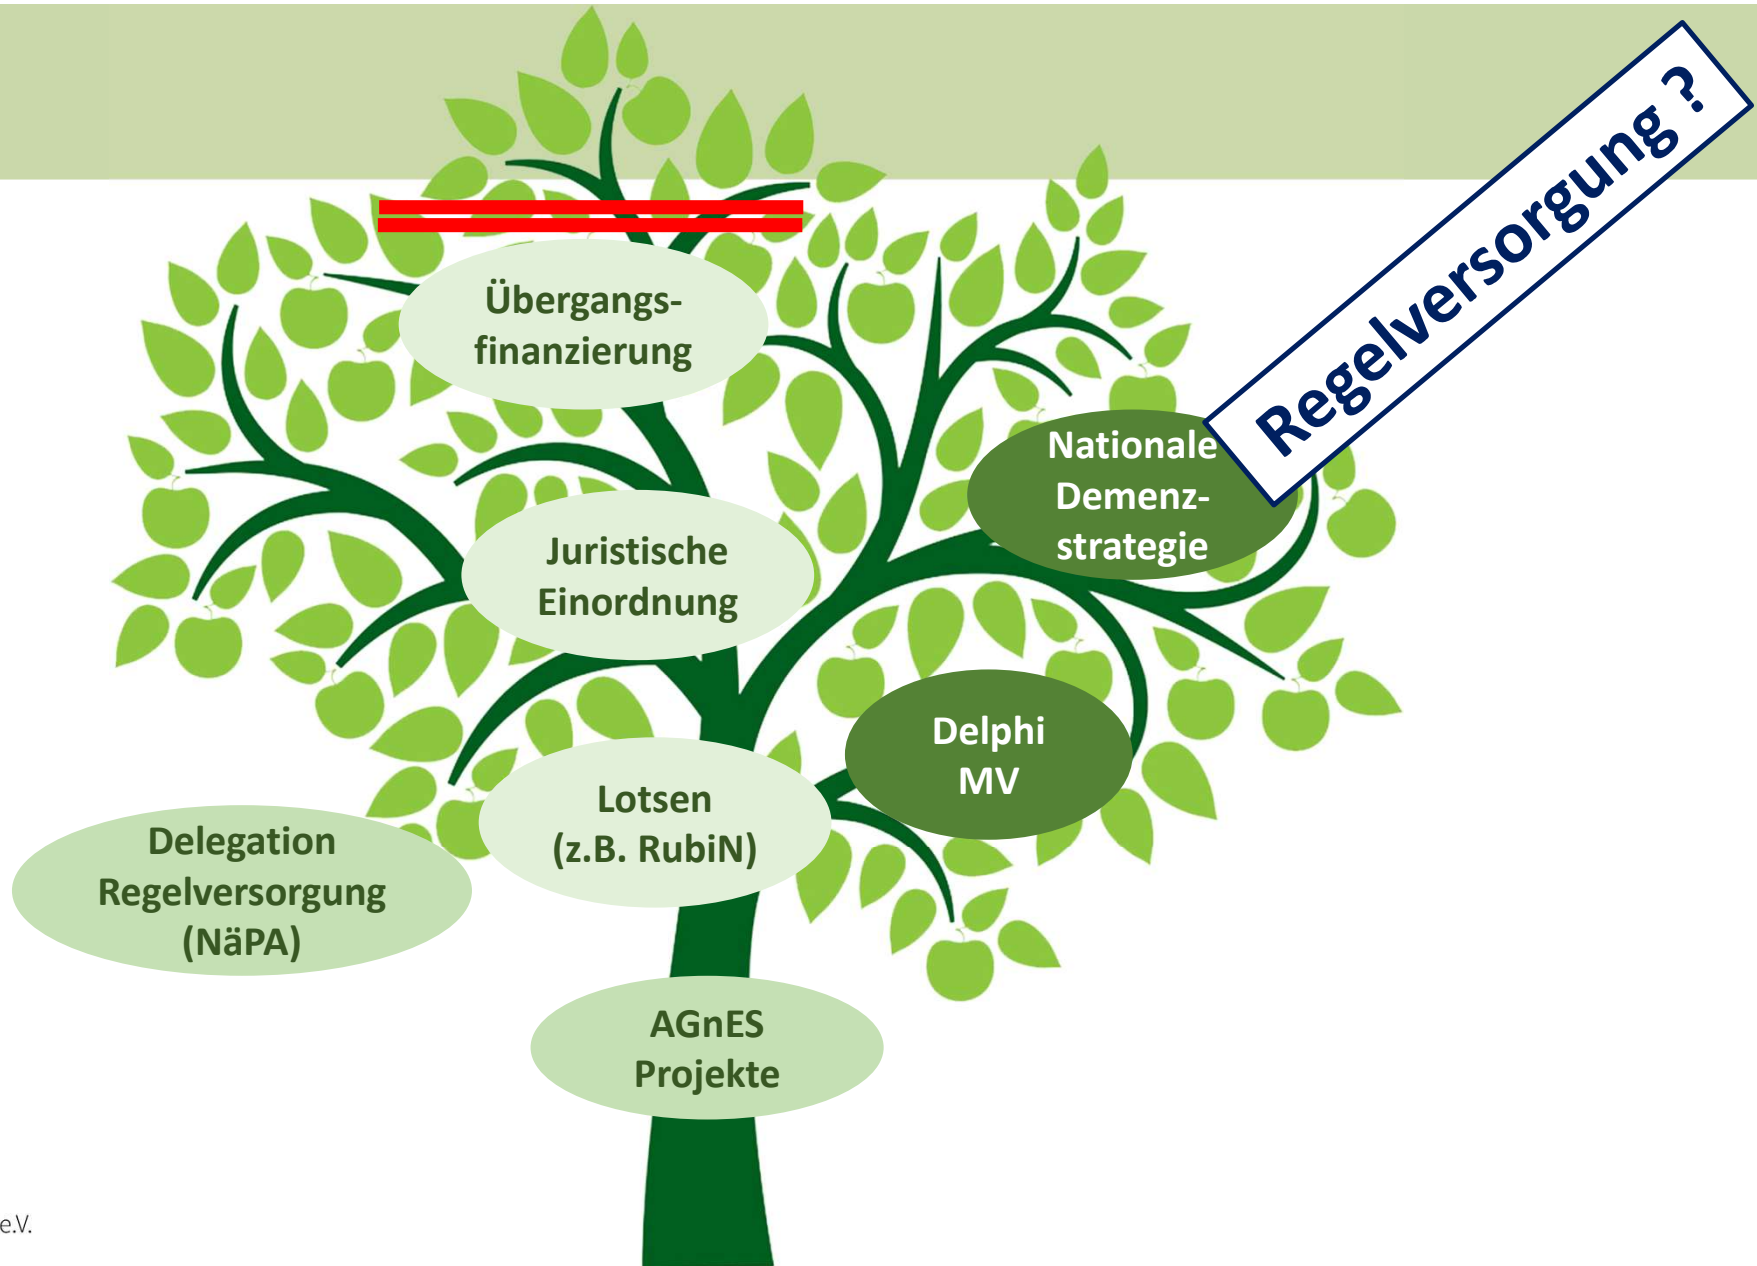 Regelversorgung ?
Übergangs-
finanzierung
Nationale
Demenz-
strategie
Juristische
Einordnung
Delphi
MV
Lotsen
(z.B. RubiN)
Delegation
Regelversorgung
(NäPA)
AGnES
Projekte
e.V.